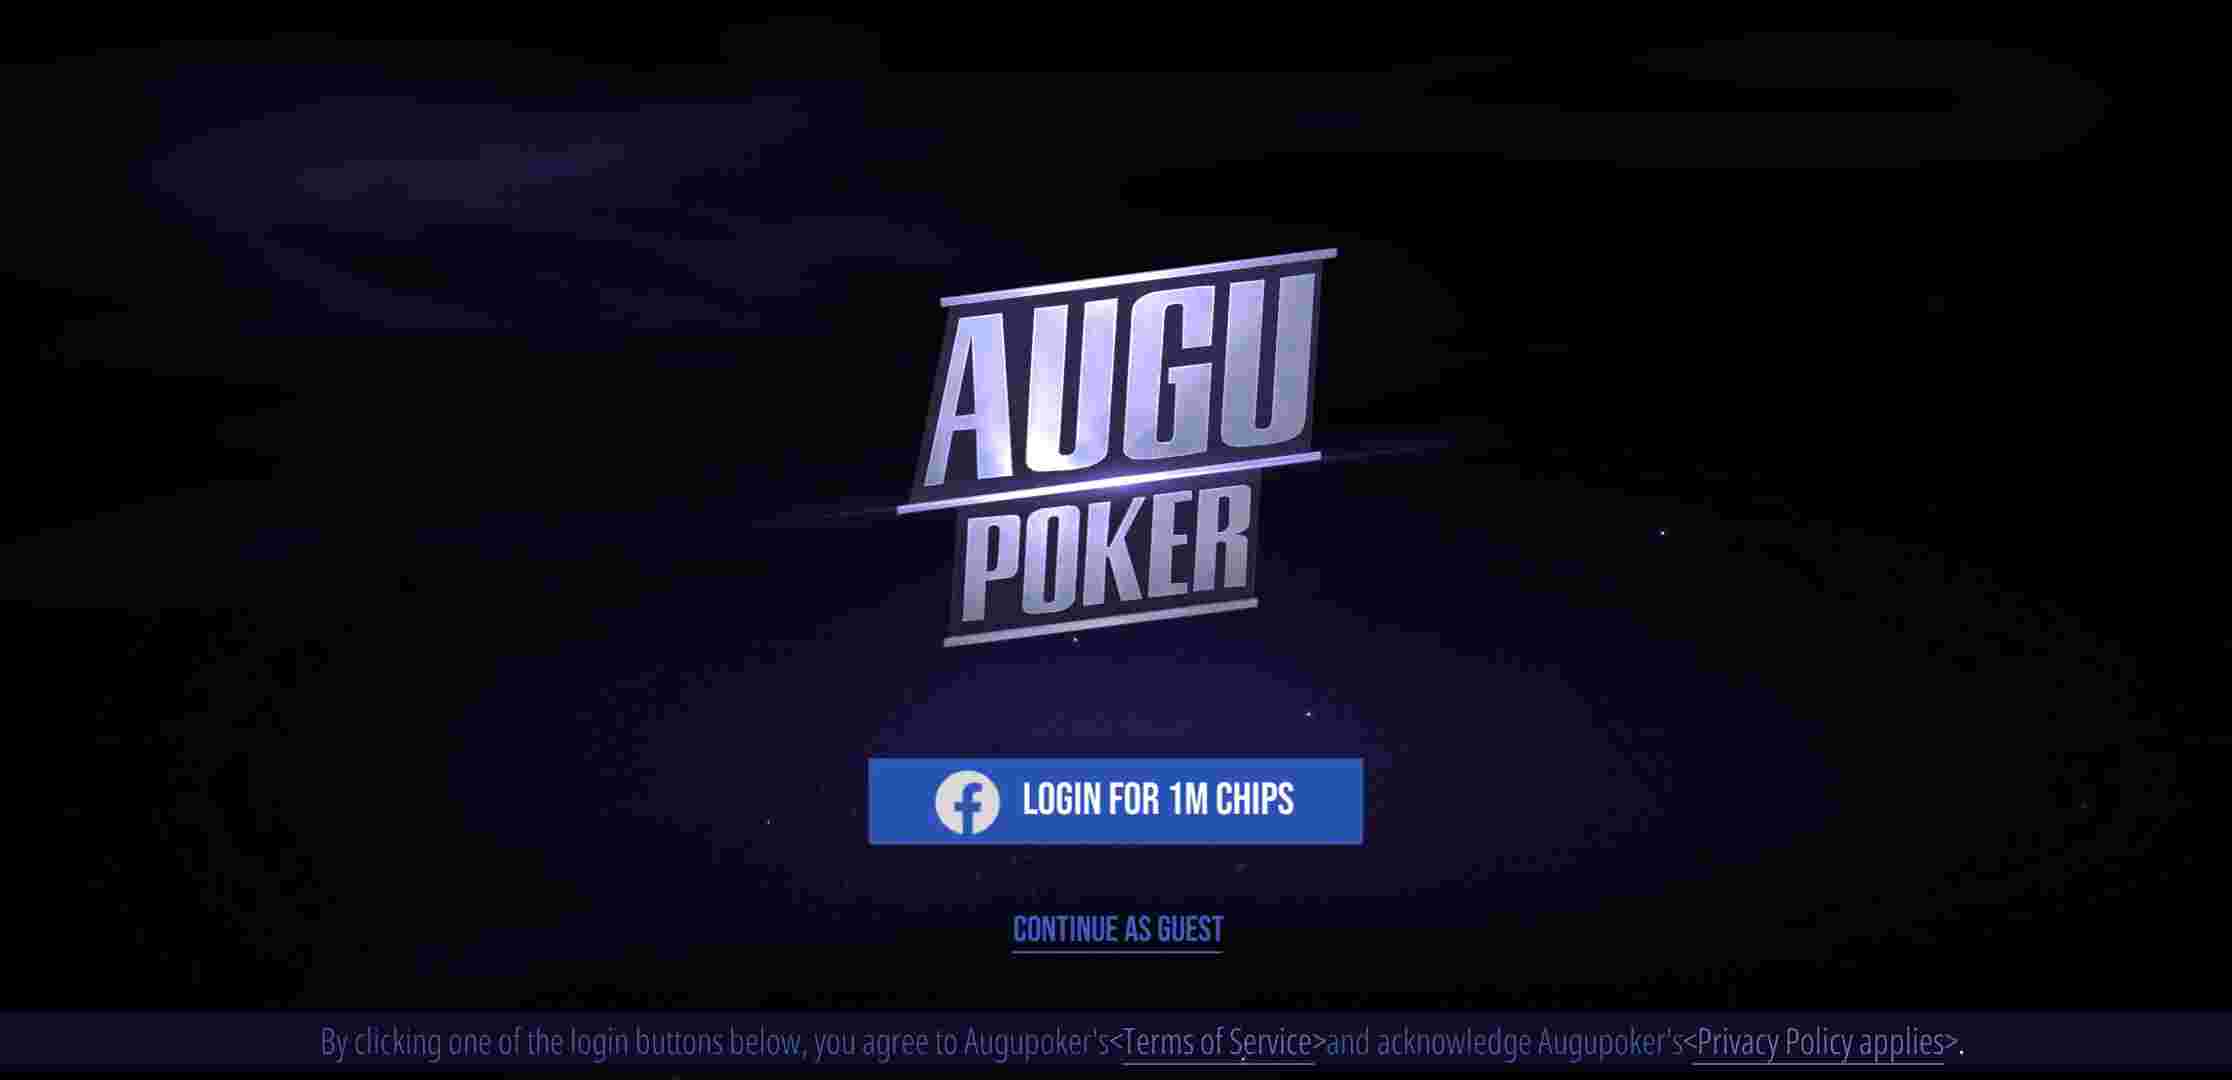 AUGU
POKER
LOGIN FOR 1M CHIPS
CONTINUE AS GUEST
By clicking one of the login buttons below, you agree to Augupoker's<Terms of Service>and acknowledge Augupoker's<Privacy Policy applies>.